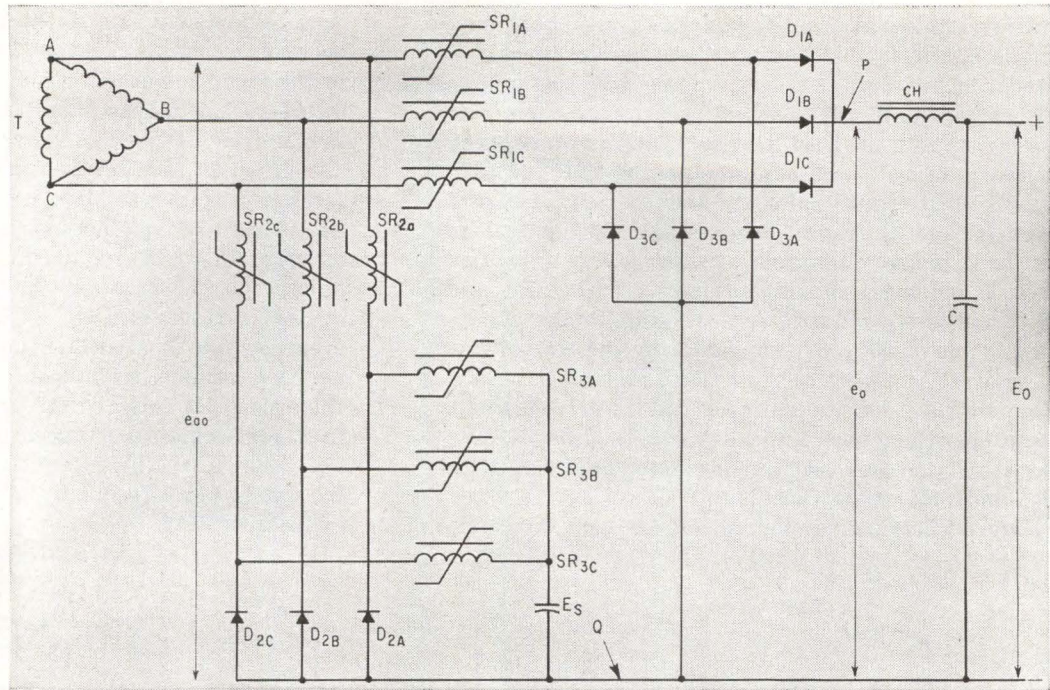 SR1A
A
D1A
P
SR1B
D1B
CH
B
+
T
SR1C
D1C
C
SR2c
SR2b
SR2a
D3C
D3B
D3A
C
SR3A
eao
eo
EO
SR3B
SR3C
ES
D2C
D2B
D2A
Q